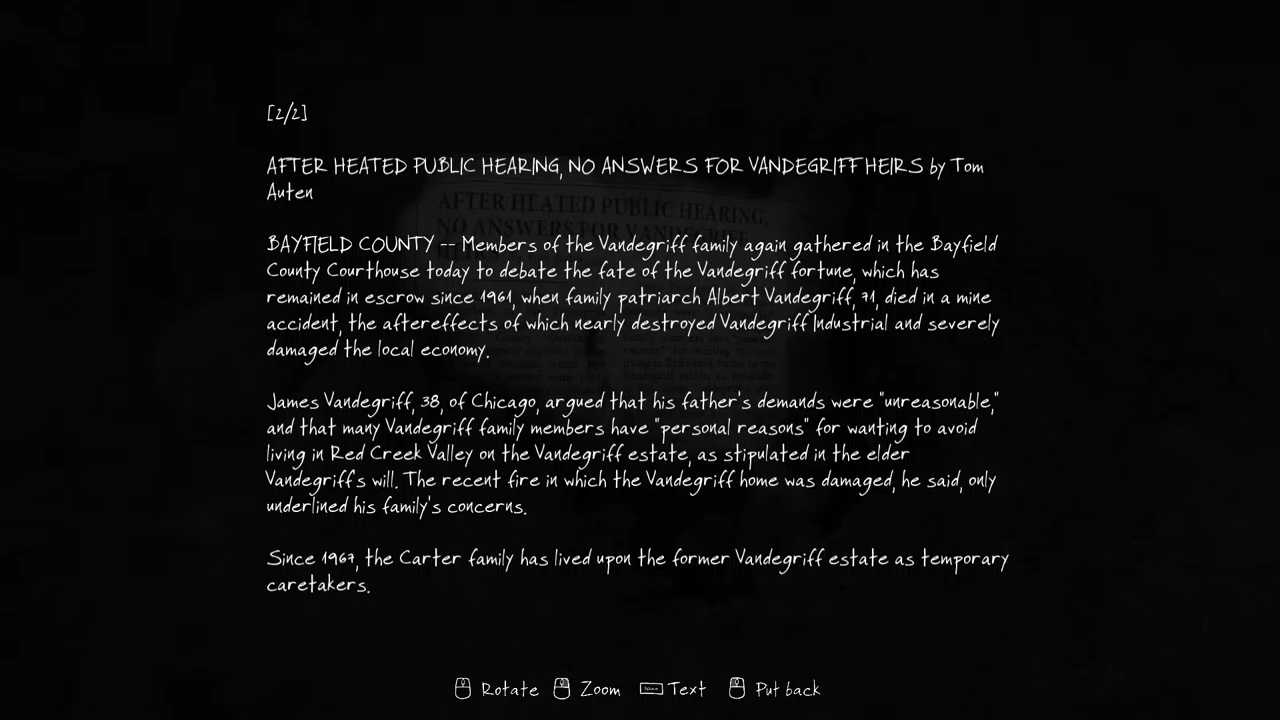 [2/2]
AFTER HEATED PUBLIC HEARING, NO ANSWERS FOR VANDEGRIFF HEIRS by Tom
Auten
BAYFIELD COUNTY -- Members of the Vandegriff family again gathered in the Bayfield
County Courthouse today to debate the fate of the Vandegriff fortune, which has
remained in escrow since 1961, when family patriarch Albert Vandegriff, 71, died in a mine
accident, the aftereffects of which nearly destroyed Vandegriff Industrial and severely
damaged the local economy.
James Vandegriff, 38, of Chicago, argued that his father's demands were "unreasonable,"
and that many Vandegriff family members have "personal reasons" for wanting to avoid
living in Red Creek Valley on the Vandegriff estate, as stipulated in the elder
Vandegriff's will. The recent fire in which the Vandegriff home was damaged, he said, only
underlined his family's concerns.
Since 1967, the Carter family has lived upon the former Vandegriff estate as temporary
caretakers.
AFTER HEATED PUBLIC HEARING,
NO ANSWERS FOR VANDEGRIFF
HEIRS
Rotate Zoom Text Put back